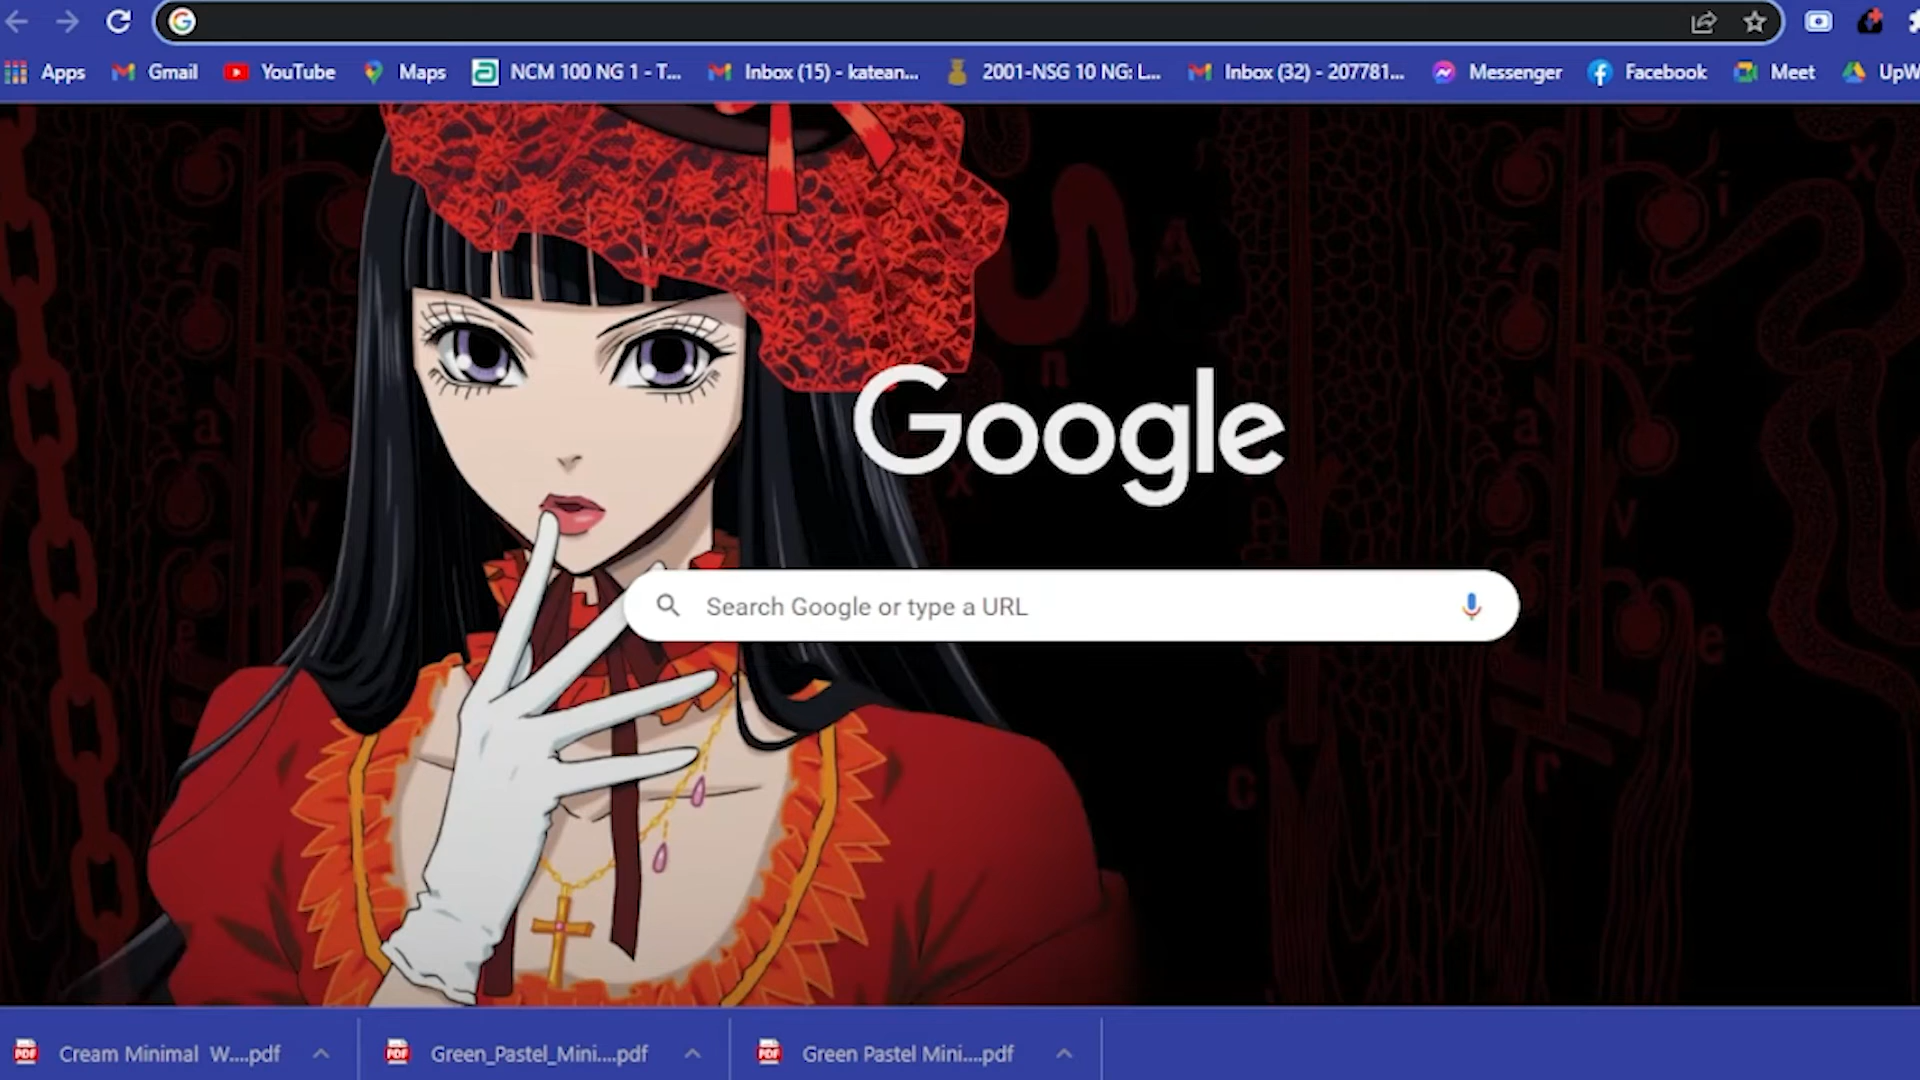 Apps Gmail YouTube Maps NCM 100 NG 1 - T... Inbox (15) - katean... 2001-NSG 10 NG: L... Inbox (32) - 207781... Messenger Facebook Meet UpW
Google
Search Google or type a URL
Cream Minimal W....pdf Green_Pastel_Mini....pdf Green Pastel Mini....pdf